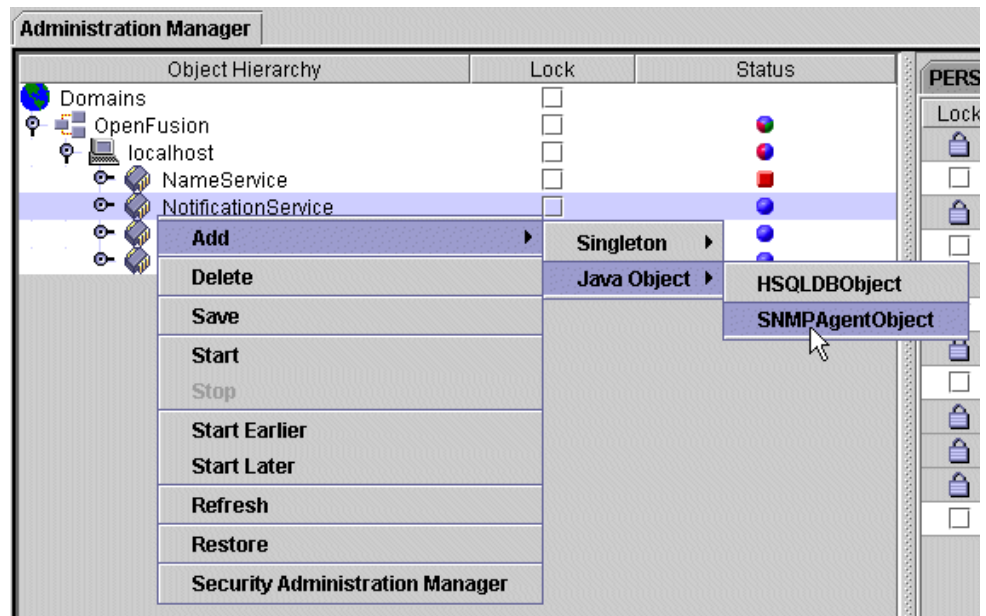 Administration Manager
Object Hierarchy Lock Status
PERS
Lock
Domains
OpenFusion
localhost
NameService
NotificationService
Add
Delete
Save
Start
Stop
Start Earlier
Start Later
Refresh
Restore
Security Administration Manager
Singleton
Java Object
HSQLDBObject
SNMPAgentObject